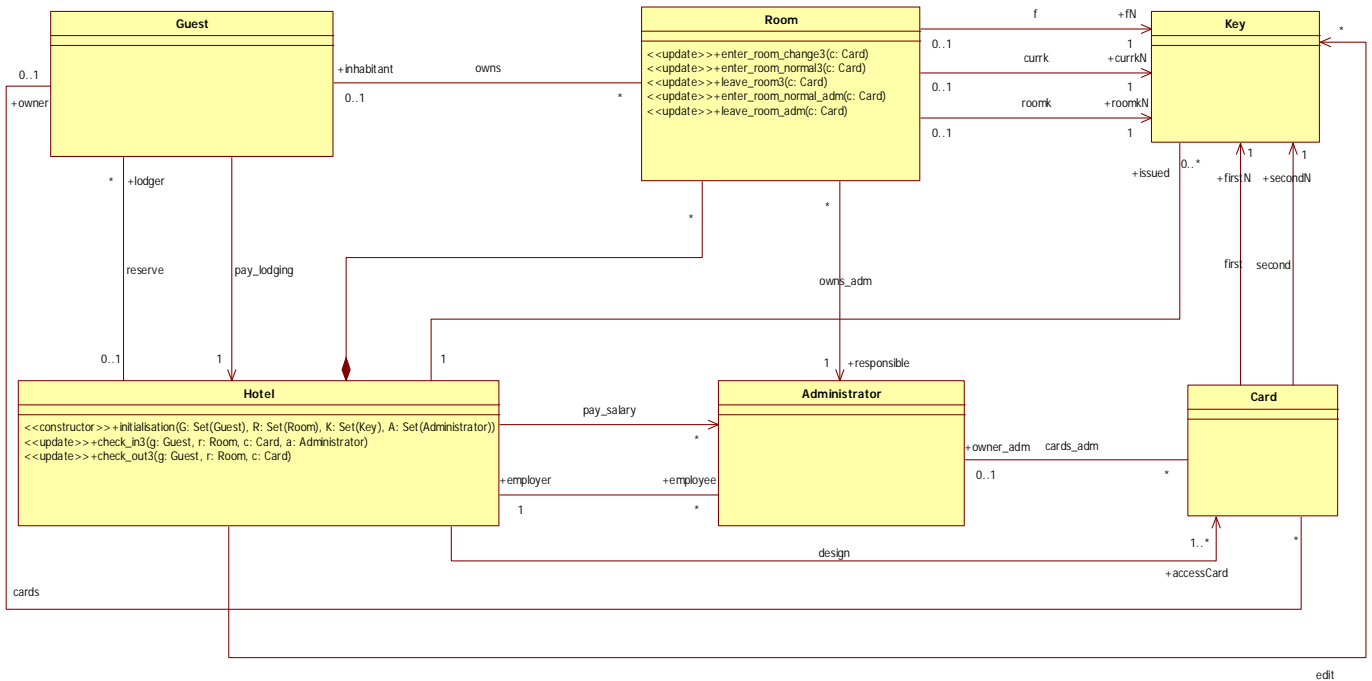 Guest
Room
Key
f
+fN
0..1
1
*
<<update>>+enter_room_change3(c: Card)
<<update>>+enter_room_normal3(c: Card)
<<update>>+leave_room3(c: Card)
<<update>>+enter_room_normal_adm(c: Card)
<<update>>+leave_room_adm(c: Card)
currk
+currkN
0..1
1
roomk
+roomkN
0..1
1
0..1
+owner
+inhabitant
owns
0..1
*
* +lodger
reserve
0..1
pay_lodging
1
*
*
owns_adm
1 +responsible
+issued
0..*
1
+firstN
1
+secondN
1
first
second
Hotel
<<constructor>>+initialisation(G: Set(Guest), R: Set(Room), K: Set(Key), A: Set(Administrator))
<<update>>+check_in3(g: Guest, r: Room, c: Card, a: Administrator)
<<update>>+check_out3(g: Guest, r: Room, c: Card)
pay_salary
*
+employer
+employee
1
*
Administrator
+owner_adm
cards_adm
0..1
*
Card
1..*
*
design
+accessCard
cards
edit